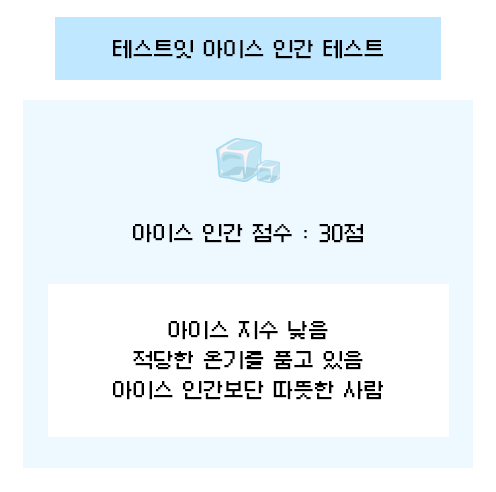 테스트잇 아이스 인간 테스트
아이스 인간 점수 : 30점
아이스 지수 낮음
적당한 온기를 품고 있음
아이스 인간보단 따뜻한 사람